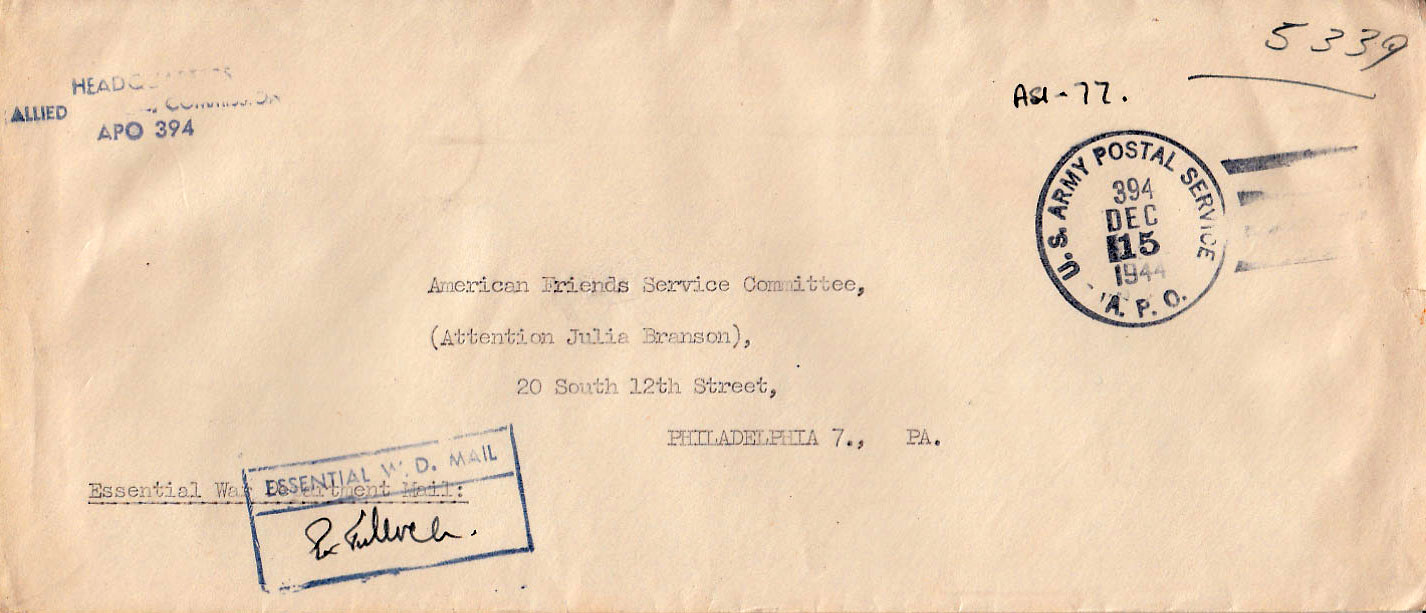 5339
ASI-77.
HEADQUARTERS
ALLIED COMMISSION
APO 394
U.S. ARMY POSTAL SERVICE
394
DEC
15
1944
A. P. O.
American Friends Service Committee,
(Attention Julia Branson),
20 South 12th Street,
PHILADELPHIA 7., PA.
ESSENTIAL W. D. MAIL
Essential War Department Mail: